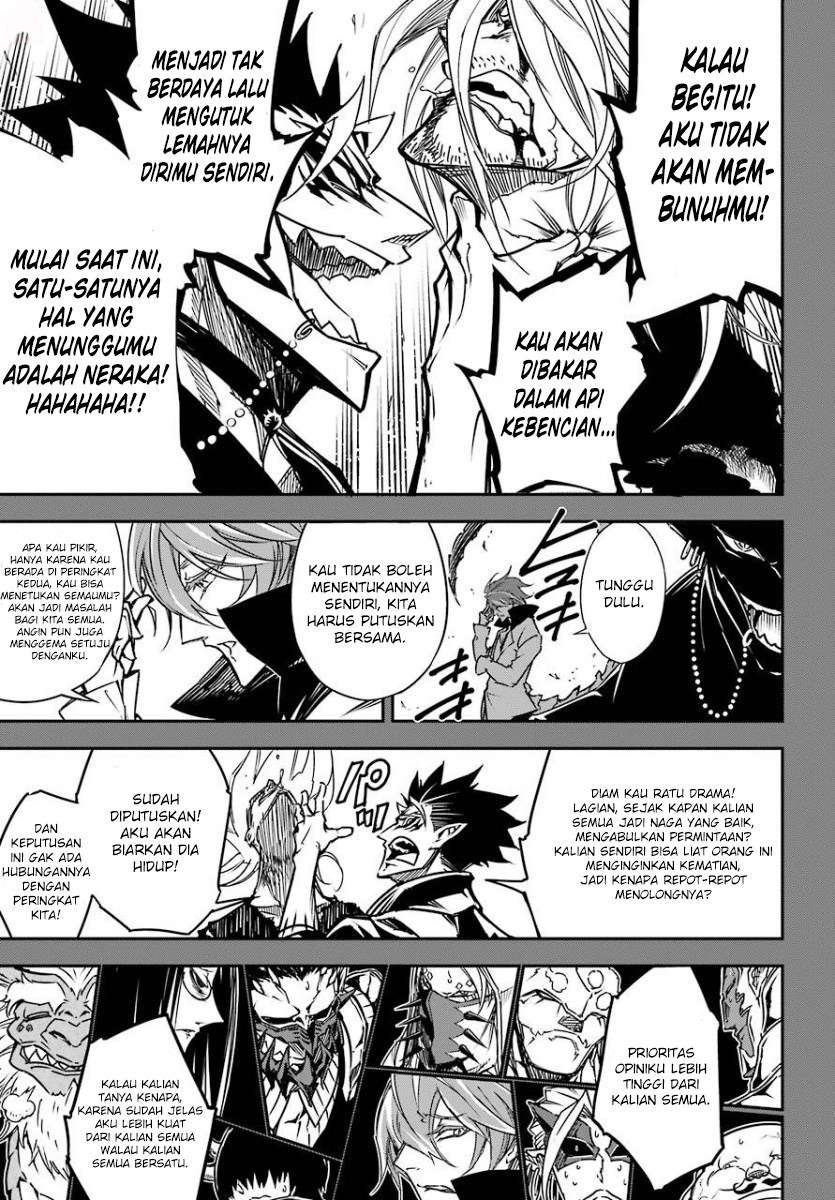 KALAU
BEGITU!
AKU TIDAK
AKAN MEM-
BUNUHMU!
KAU AKAN
DIBAKAR
DALAM API
KEBENCIAN...
MENJADI TAK
BERDAYA LALU
MENGUTUK
LEMAHNYA
DIRIMU SENDIRI.
MULAI SAAT INI,
SATU-SATUNYA
HAL YANG
MENUNGGUMU
ADALAH NERAKA!
HAHAHAHA!!
TUNGGU
DULU.
ビュオ
オオ
KAU TIDAK BOLEH
MENENTUKANNYA
SENDIRI, KITA
HARUS PUTUSKAN
BERSAMA.
APA KAU PIKIR,
HANYA KARENA KAU
BERADA DI PERINGKAT
KEDUA, KAU BISA
MENETUKAN SEMAUMU?
AKAN JADI MASALAH
BAGI KITA SEMUA.
ANGIN PUN JUGA
MENGGEMA SETUJU
DENGANKU.
DIAM KAU RATU DRAMA!
LAGIAN, SEJAK KAPAN KALIAN
SEMUA JADI NAGA YANG BAIK,
MENGABULKAN PERMINTAAN?
KALIAN SENDIRI BISA LIAT ORANG INI
MENGINGINKAN KEMATIAN,
JADI KENAPA REPOT-REPOT
MENOLONGNYA?
SUDAH
DIPUTUSKAN!
AKU AKAN
BIARKAN DIA
HIDUP!
DAN
KEPUTUSAN
INI GAK ADA
HUBUNGANNYA
DENGAN
PERINGKAT
KITA!
PRIORITAS
OPINIKU LEBIH
TINGGI DARI
KALIAN SEMUA.
KALAU KALIAN
TANYA KENAPA,
KARENA SUDAH JELAS
AKU LEBIH KUAT
DARI KALIAN SEMUA
WALAU KALIAN
SEMUA BERSATU.